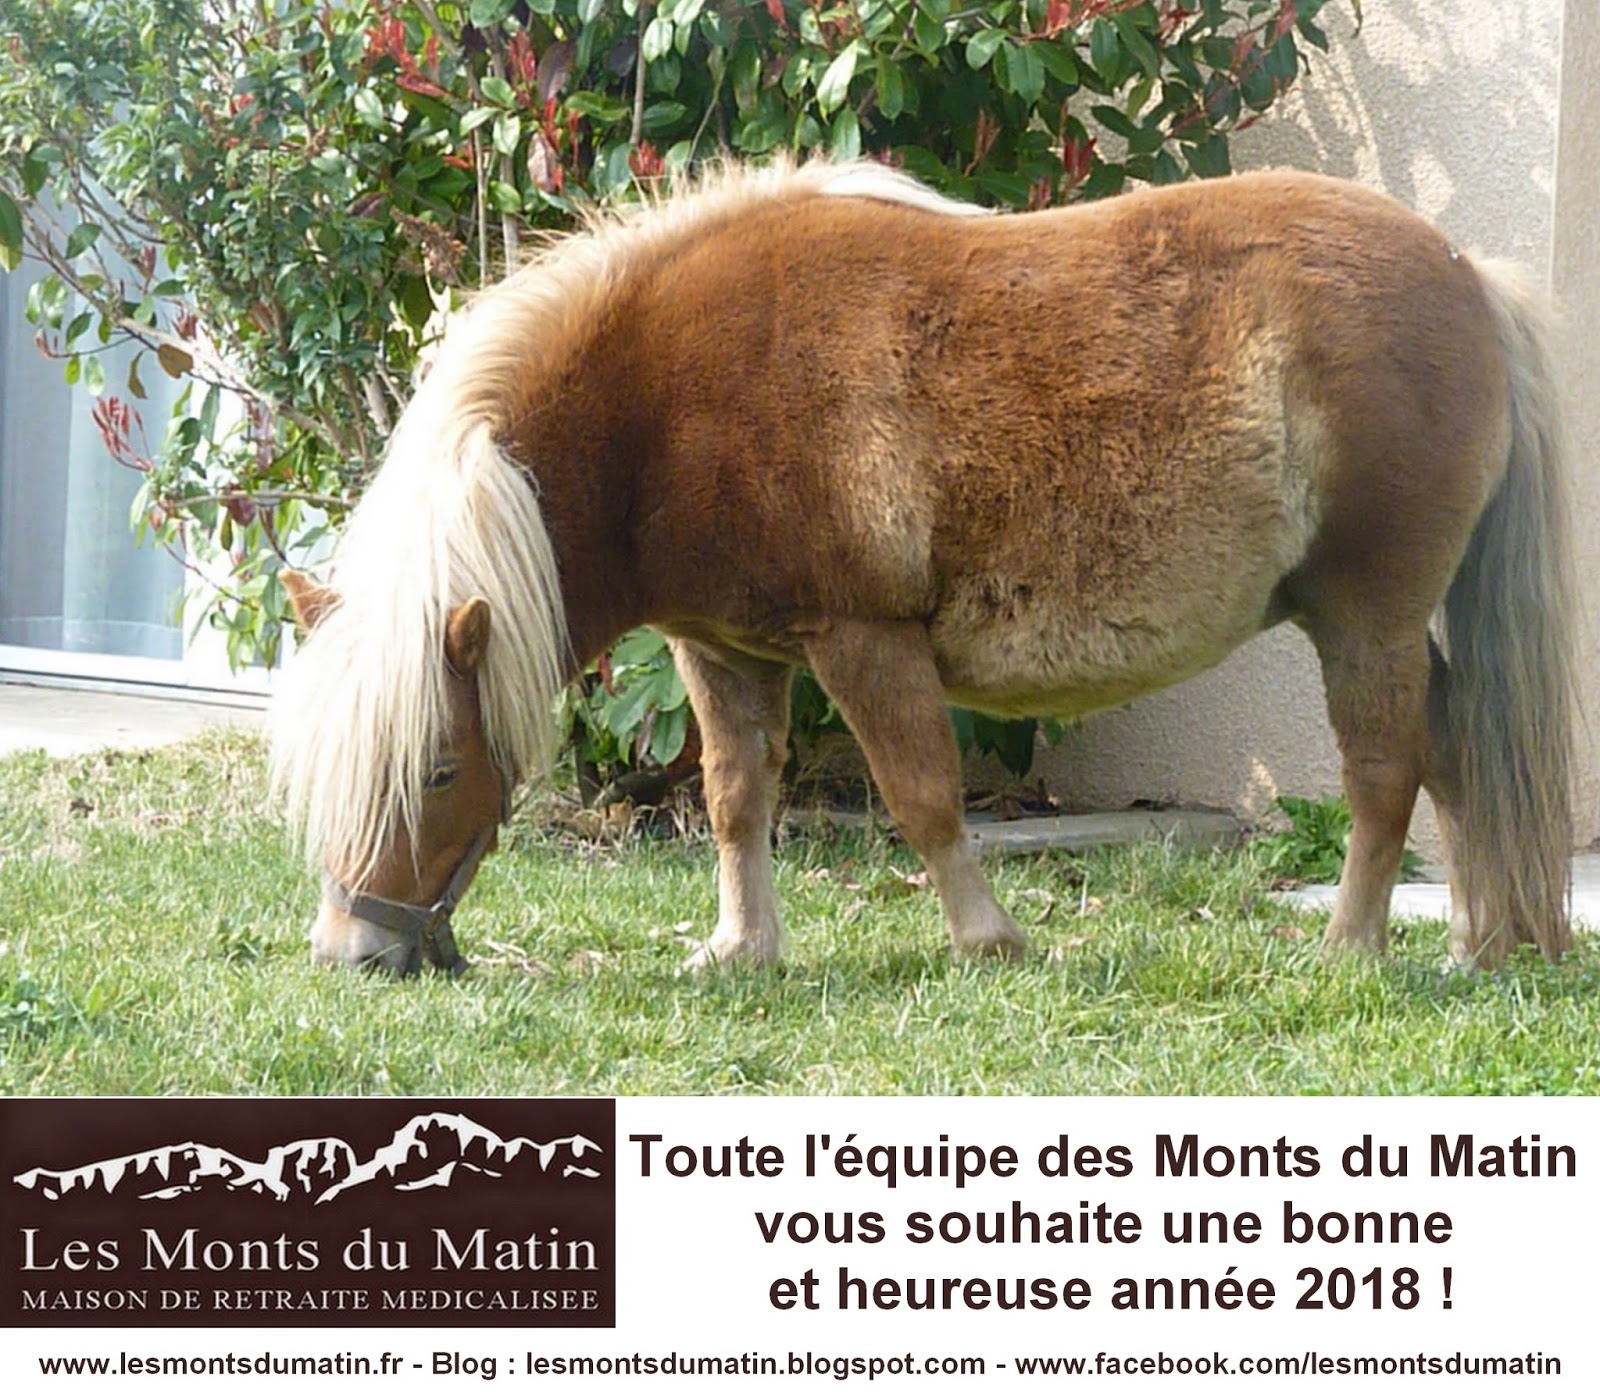 Les Monts du Matin
MAISON DE RETRAITE MEDICALISEE
Toute l'équipe des Monts du Matin
vous souhaite une bonne
et heureuse année 2018 !
www.lesmontsdumatin.fr - Blog : lesmontsdumatin.blogspot.com - www.facebook.com/lesmontsdumatin